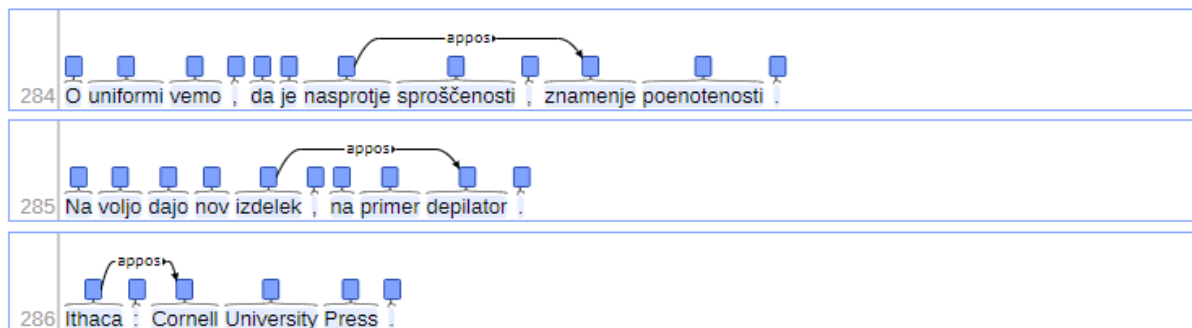 appos
284 O uniformi vemo , da je nasprotje sproščenosti , znamenje poenotenosti .
appos
285 Na voljo dajo nov izdelek , na primer depilator .
appos
286 Ithaca : Cornell University Press .